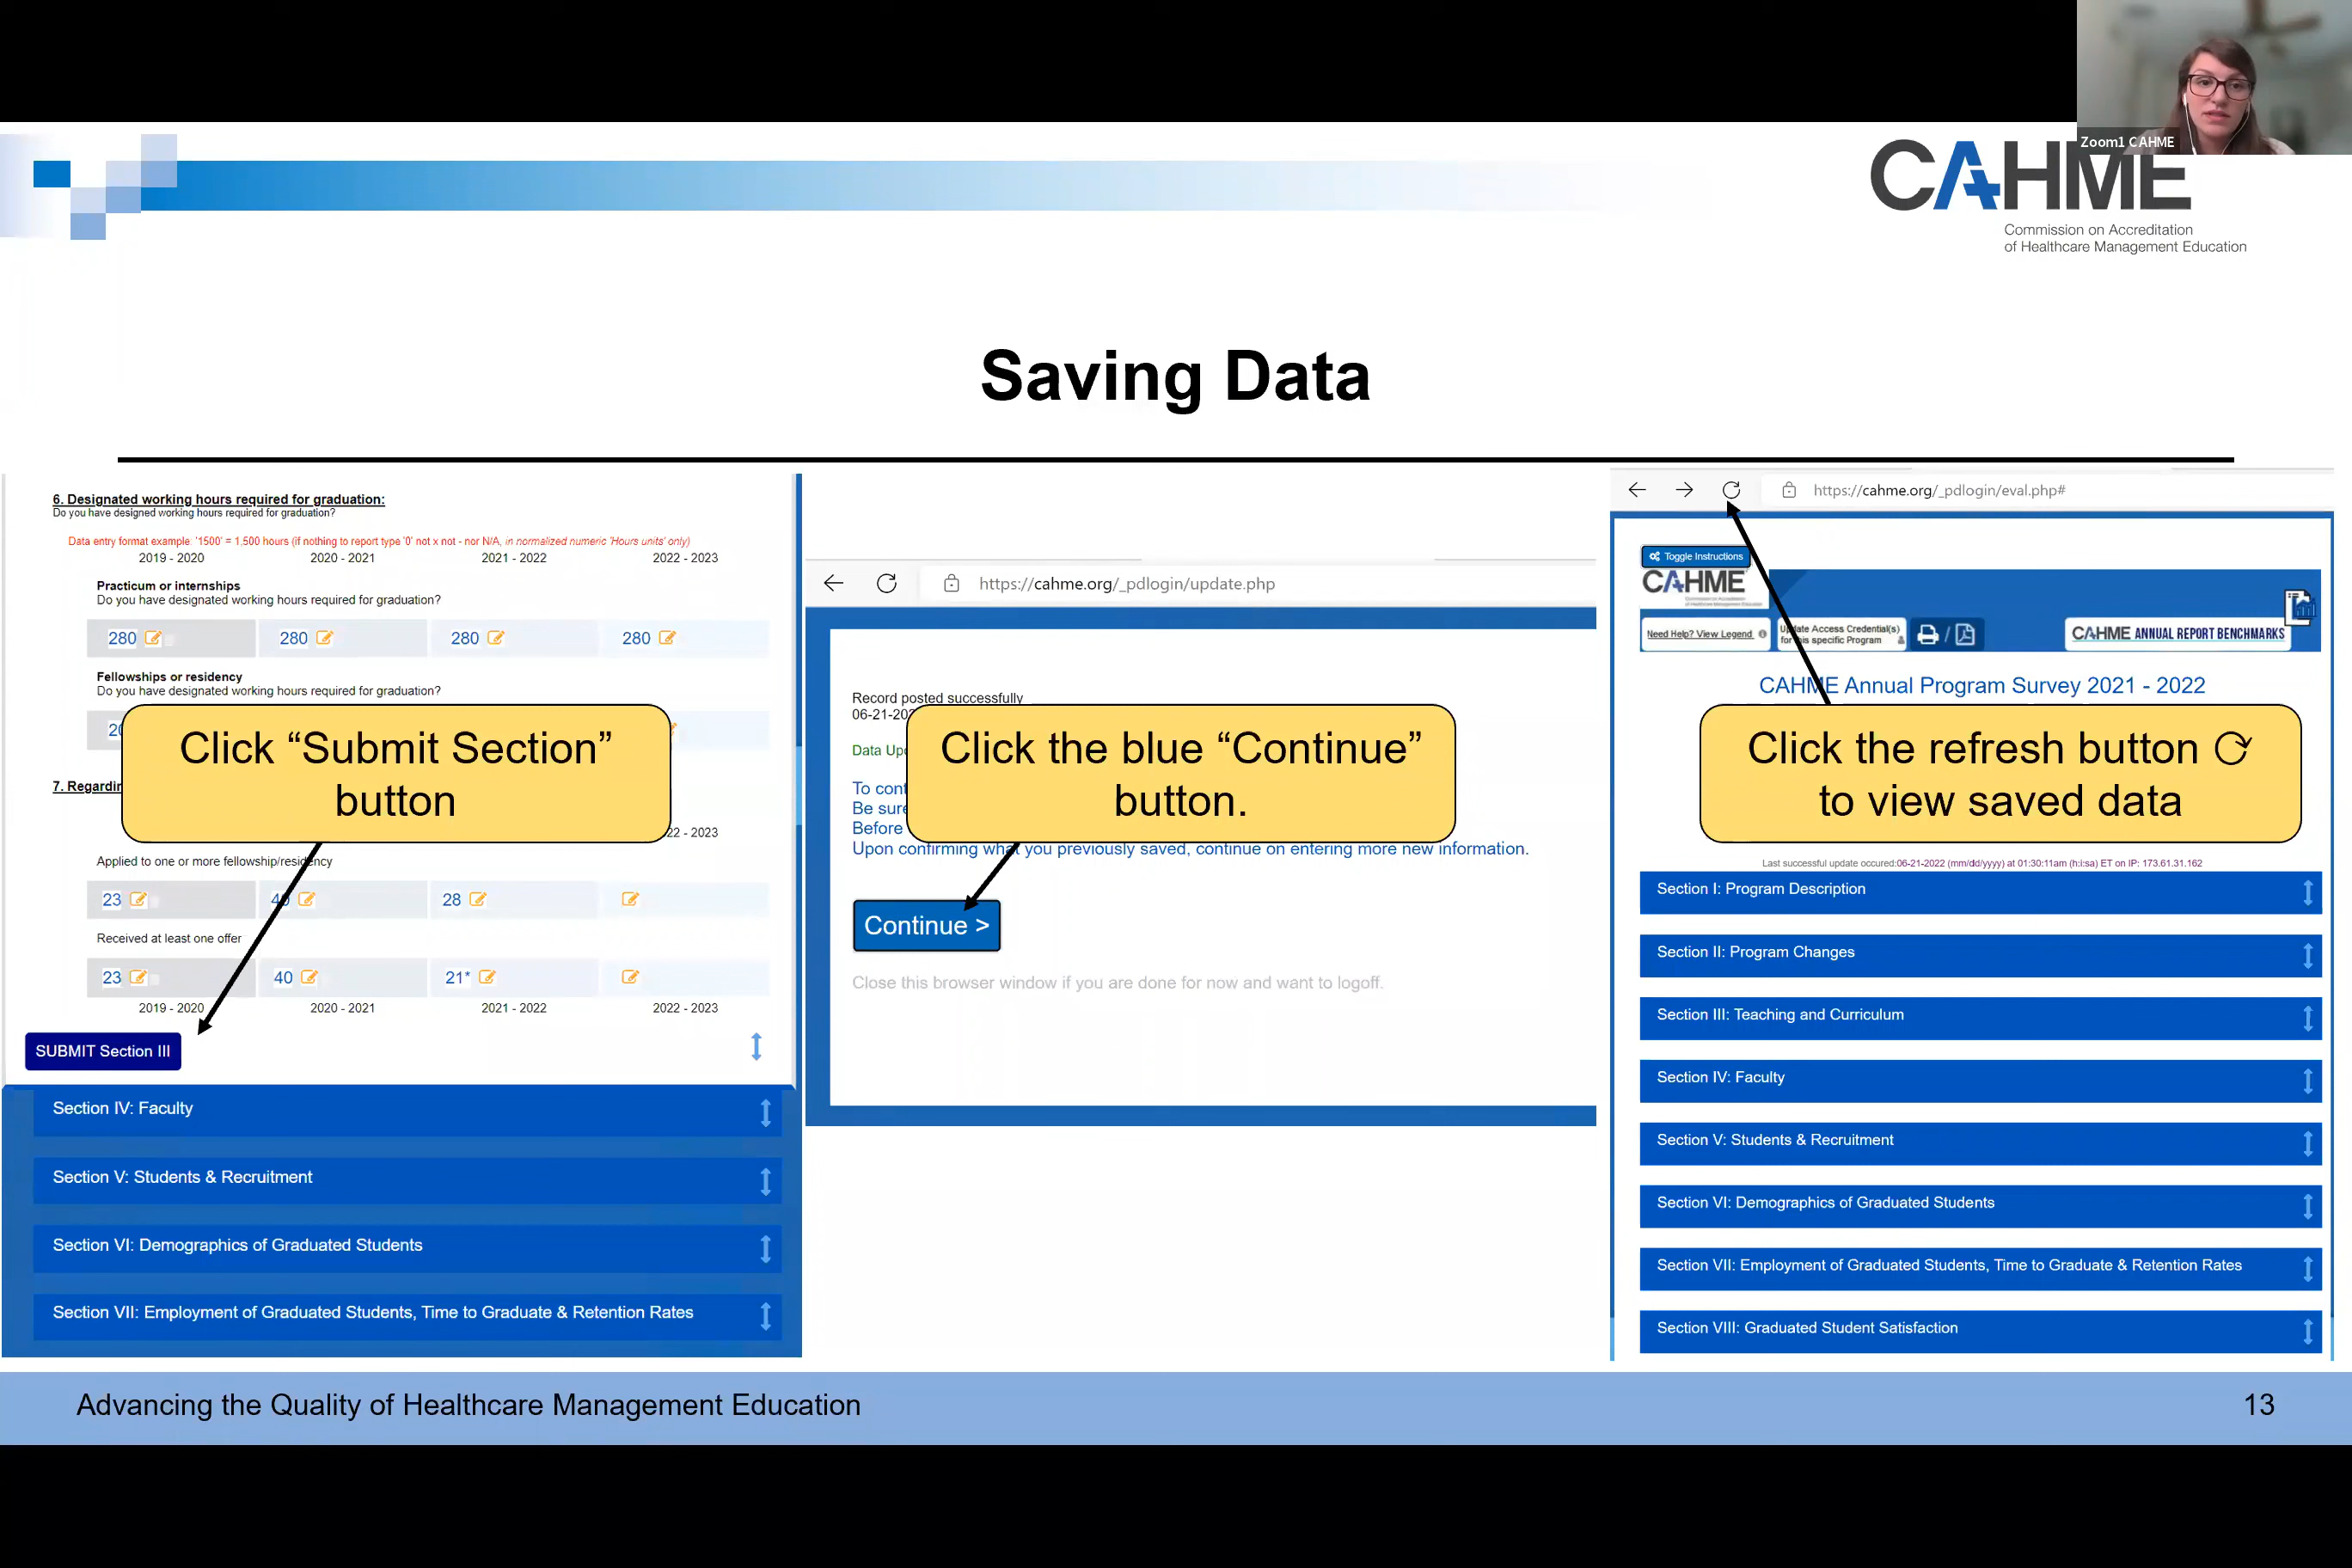 Zoom1 CAHME
CAHME
Commission on Accreditation
of Healthcare Management Education
Saving Data
6. Designated working hours required for graduation:
Do you have designed working hours required for graduation?
Data entry format example: '1500' = 1,500 hours (if nothing to report type '0' not x not - nor N/A, in normalized numeric 'Hours units' only)
2019 - 2020 2020 - 2021 2021 - 2022 2022 - 2023
Practicum or internships
Do you have designated working hours required for graduation?
280 280 280 280
Fellowships or residency
Do you have designated working hours required for graduation?
Click “Submit Section”
button
7. Regardin
22 - 2023
Applied to one or more fellowship/residency
23 40 28
Received at least one offer
23 40 21*
2019 - 2020 2020 - 2021 2021 - 2022 2022 - 2023
SUBMIT Section III
Section IV: Faculty
Section V: Students & Recruitment
Section VI: Demographics of Graduated Students
Section VII: Employment of Graduated Students, Time to Graduate & Retention Rates
https://cahme.org/_pdlogin/update.php
Record posted successfully
06-21-20
Data Up
Click the blue “Continue”
button.
To cont
Be sure
Before
Upon confirming what you previously saved, continue on entering more new information.
Continue >
Close this browser window if you are done for now and want to logoff.
https://cahme.org/_pdlogin/eval.php#
Toggle Instructions
CAHME
Need Help? View Legend
Update Access Credential(s)
for this specific Program
/
CAHME ANNUAL REPORT BENCHMARKS
CAHME Annual Program Survey 2021 - 2022
Click the refresh button
to view saved data
Last successful update occured:06-21-2022 (mm/dd/yyyy) at 01:30:11am (h:i:sa) ET on IP: 173.61.31.162
Section I: Program Description
Section II: Program Changes
Section III: Teaching and Curriculum
Section IV: Faculty
Section V: Students & Recruitment
Section VI: Demographics of Graduated Students
Section VII: Employment of Graduated Students, Time to Graduate & Retention Rates
Section VIII: Graduated Student Satisfaction
Advancing the Quality of Healthcare Management Education
13